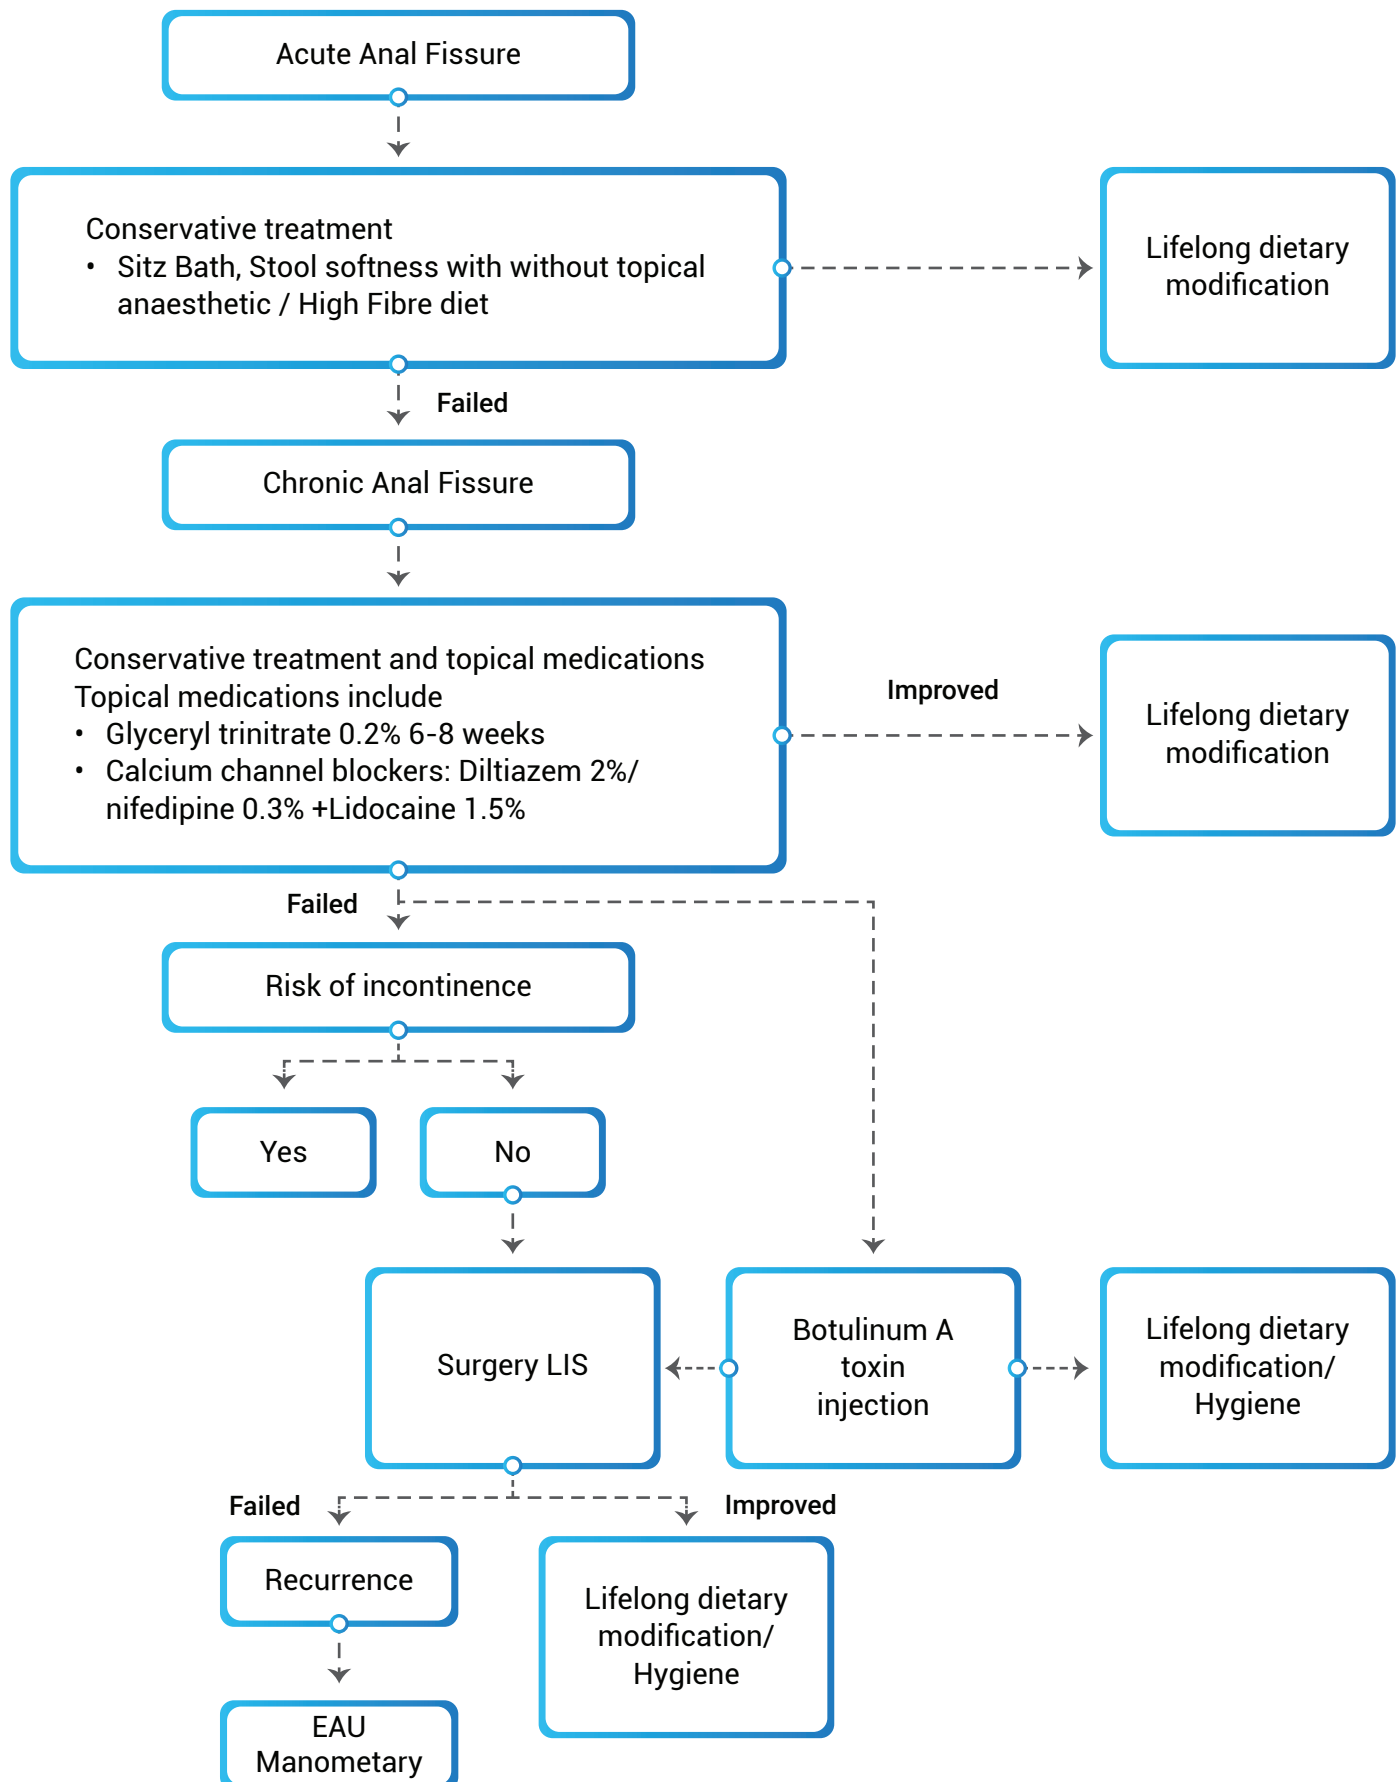 Acute Anal Fissure
Conservative treatment
• Sitz Bath, Stool softness with without topical
anaesthetic / High Fibre diet
Lifelong dietary
modification
Failed
Chronic Anal Fissure
Conservative treatment and topical medications
Topical medications include
• Glyceryl trinitrate 0.2% 6-8 weeks
• Calcium channel blockers: Diltiazem 2%/
nifedipine 0.3% +Lidocaine 1.5%
Improved
Lifelong dietary
modification
Failed
Risk of incontinence
Yes
No
Surgery LIS
Botulinum A
toxin
injection
Lifelong dietary
modification/
Hygiene
Failed
Improved
Recurrence
Lifelong dietary
modification/
Hygiene
EAU
Manometary